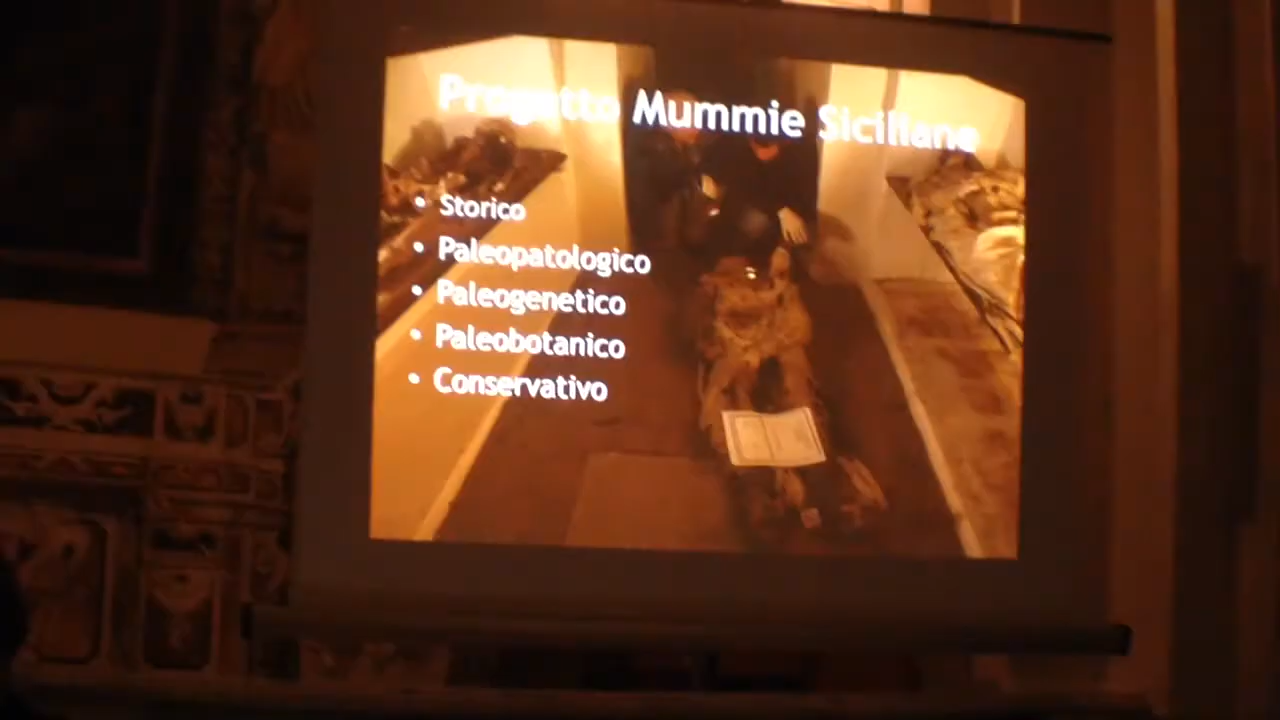 Progetto Mummie Siciliane
• Storico
• Paleopatologico
• Paleogenetico
• Paleobotanico
• Conservativo